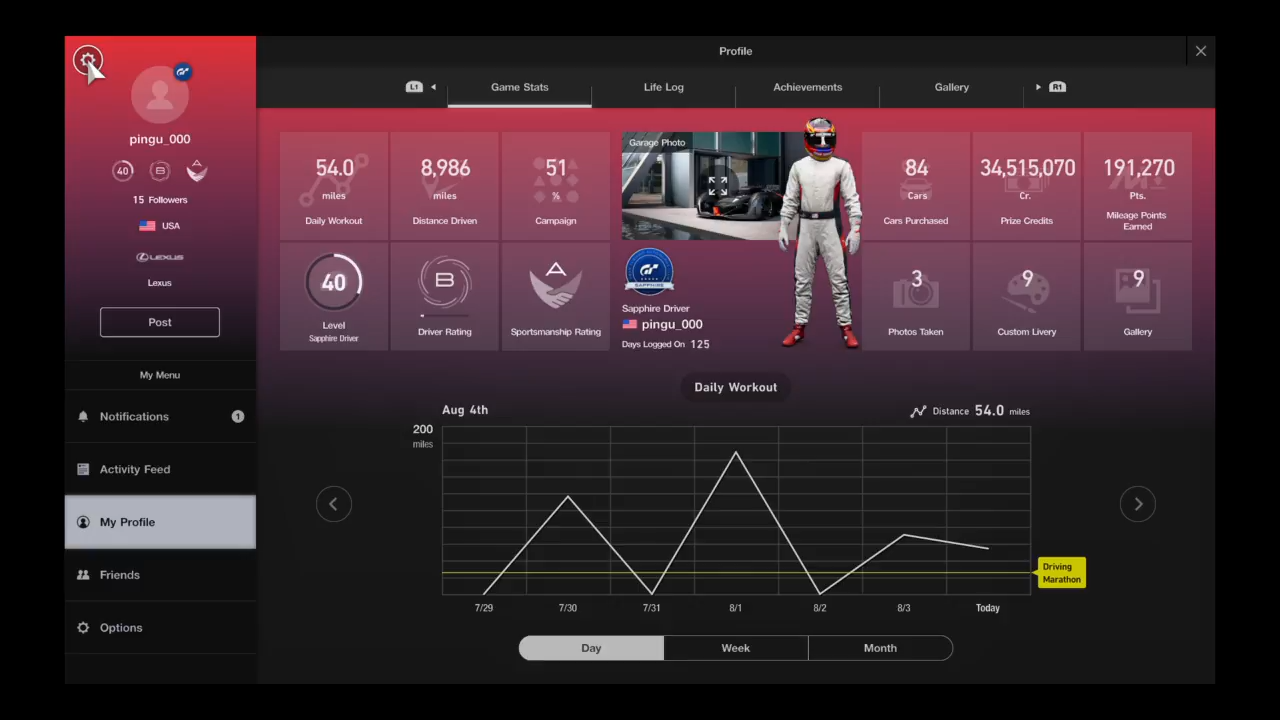 Profile
L1
Game Stats
Life Log
Achievements
Gallery
R1
GT
pingu_000
40
B
A
15 Followers
USA
LEXUS
Lexus
Post
My Menu
Notifications
1
Activity Feed
My Profile
Friends
Options
54.0
miles
Daily Workout
8,986
miles
Distance Driven
51
%
Campaign
Garage Photo
84
Cars
Cars Purchased
34,515,070
Cr.
Prize Credits
191,270
Pts.
Mileage Points
Earned
40
Level
Sapphire Driver
B
Driver Rating
A
Sportsmanship Rating
GT
SAPPHIRE
Sapphire Driver
pingu_000
Days Logged On 125
3
Photos Taken
9
Custom Livery
9
Gallery
Daily Workout
Aug 4th
Distance 54.0 miles
200
miles
Driving
Marathon
7/29
7/30
7/31
8/1
8/2
8/3
Today
Day
Week
Month